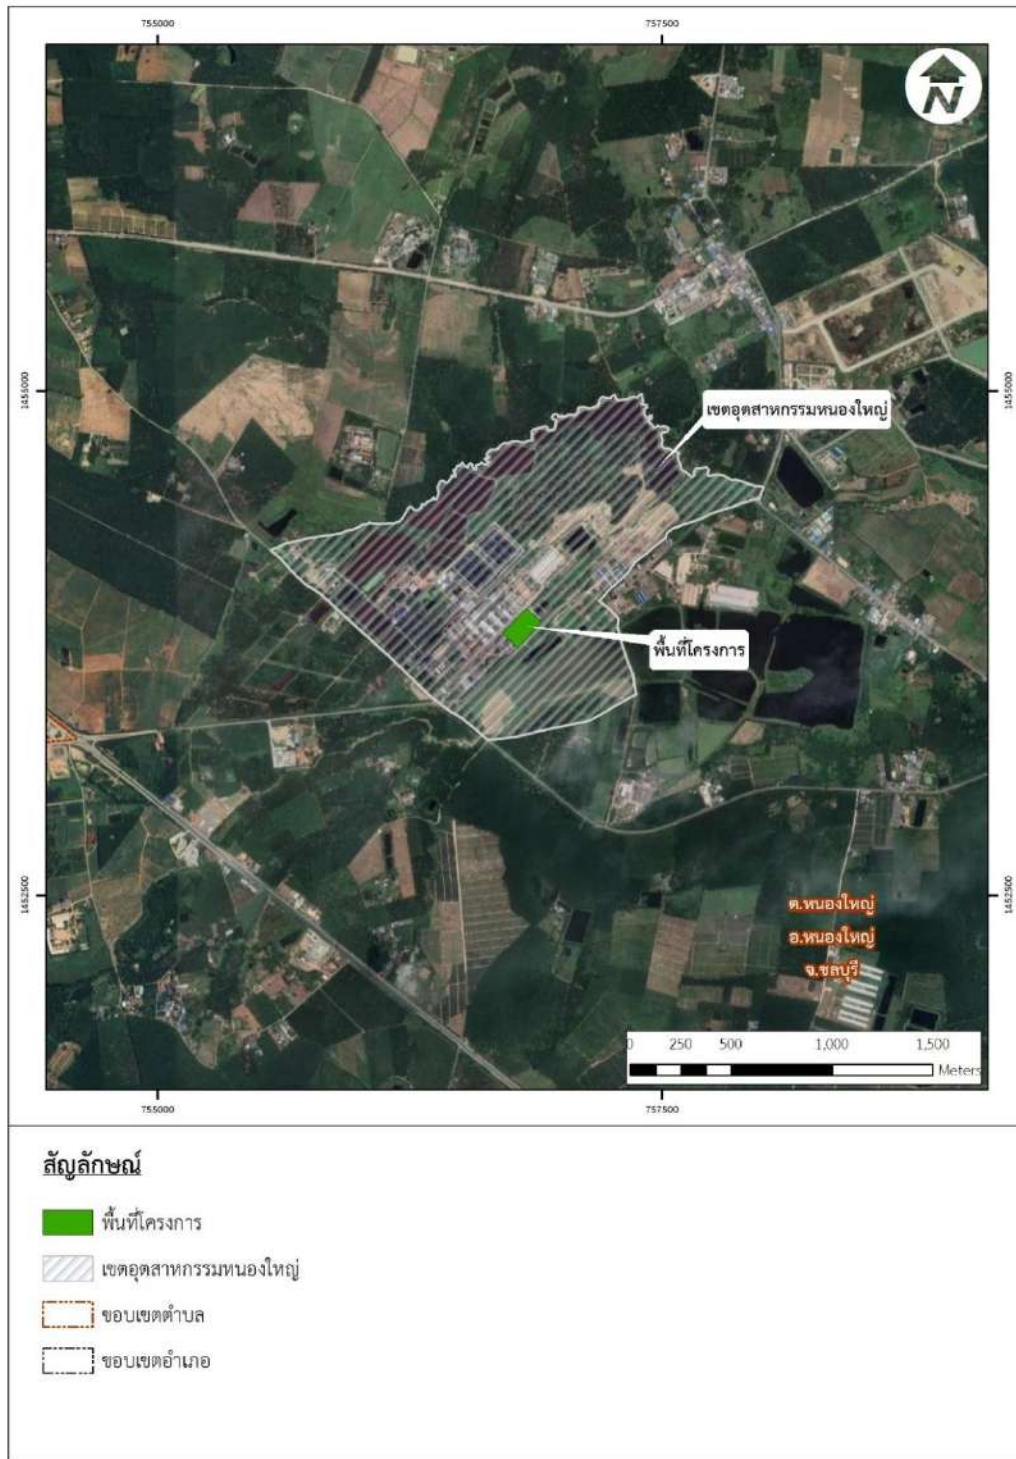 755000 757500
N
1455000 1455000
เขตอุตสาหกรรมหนองใหญ่
พื้นที่โครงการ
1452500 1452500
ต.หนองใหญ่
อ.หนองใหญ่
จ.ชลบุรี
0 250 500 1,000 1,500
Meters
755000 757500
สัญลักษณ์
พื้นที่โครงการ
เขตอุตสาหกรรมหนองใหญ่
ขอบเขตตำบล
ขอบเขตอำเภอ